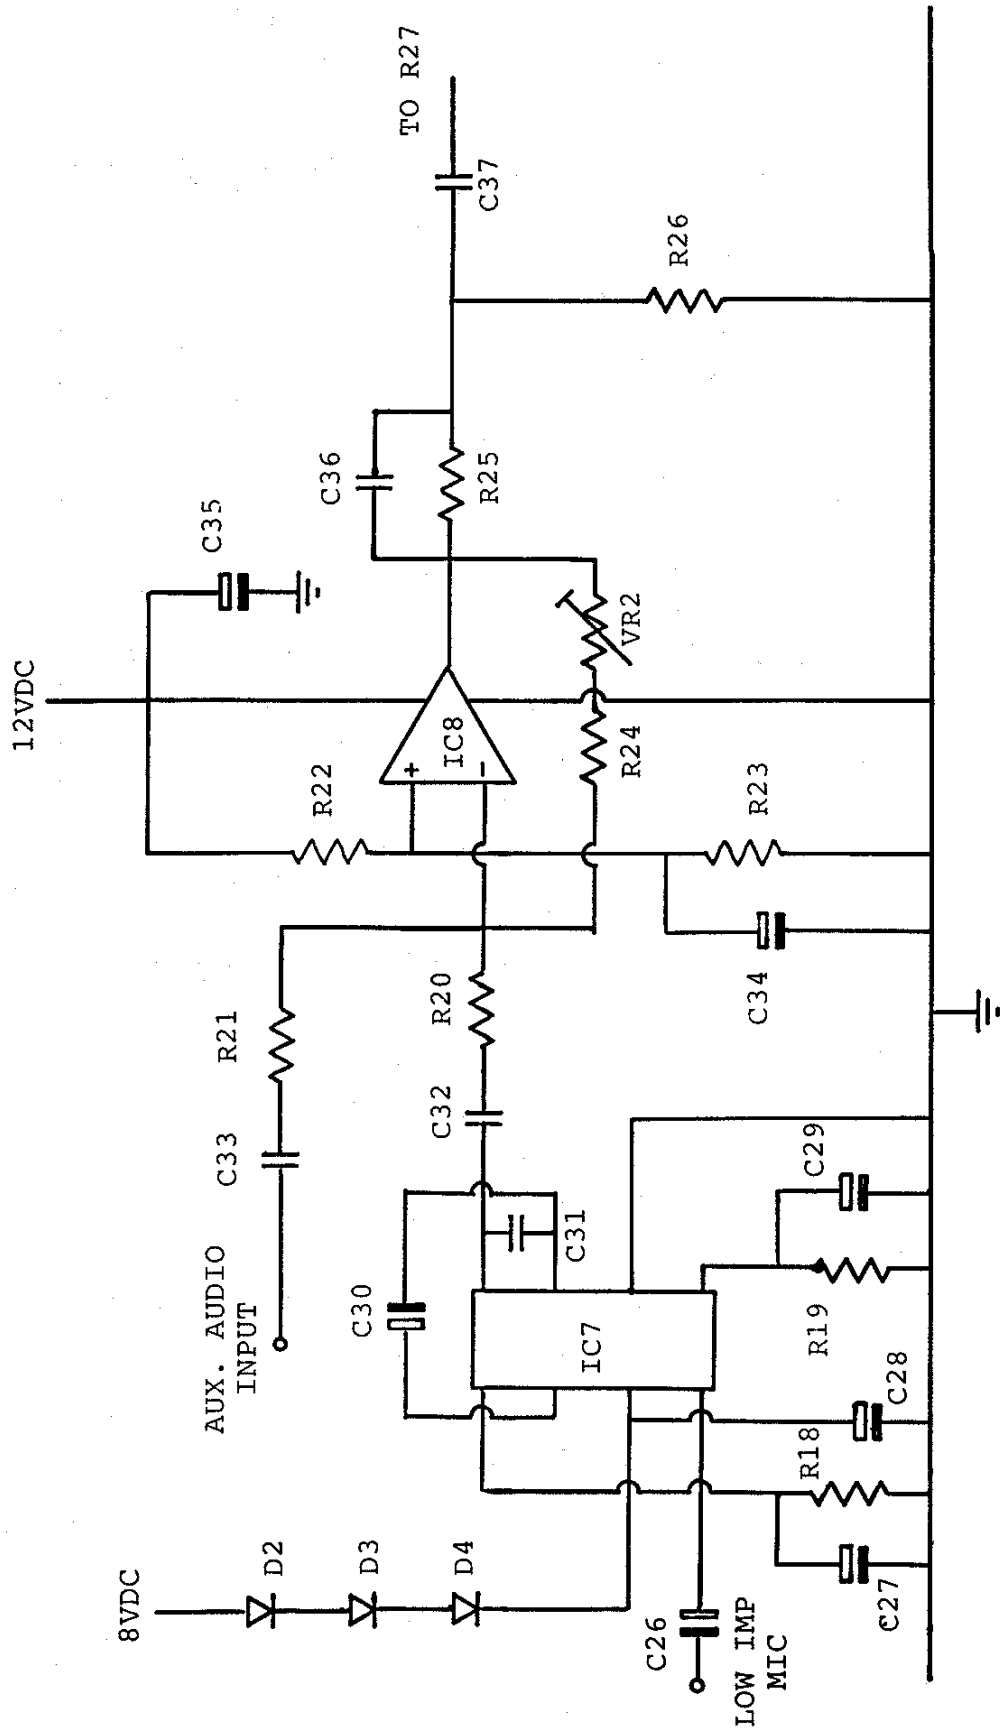 8VDC
D2
D3
D4
LOW IMP
MIC
C26
C27
R18
C28
AUX. AUDIO
INPUT
C30
IC7
R19
C29
C31
C33
C32
R21
R20
C34
R22
R23
12VDC
IC8
+
-
R24
VR2
C35
C36
R25
R26
C37
TO R27